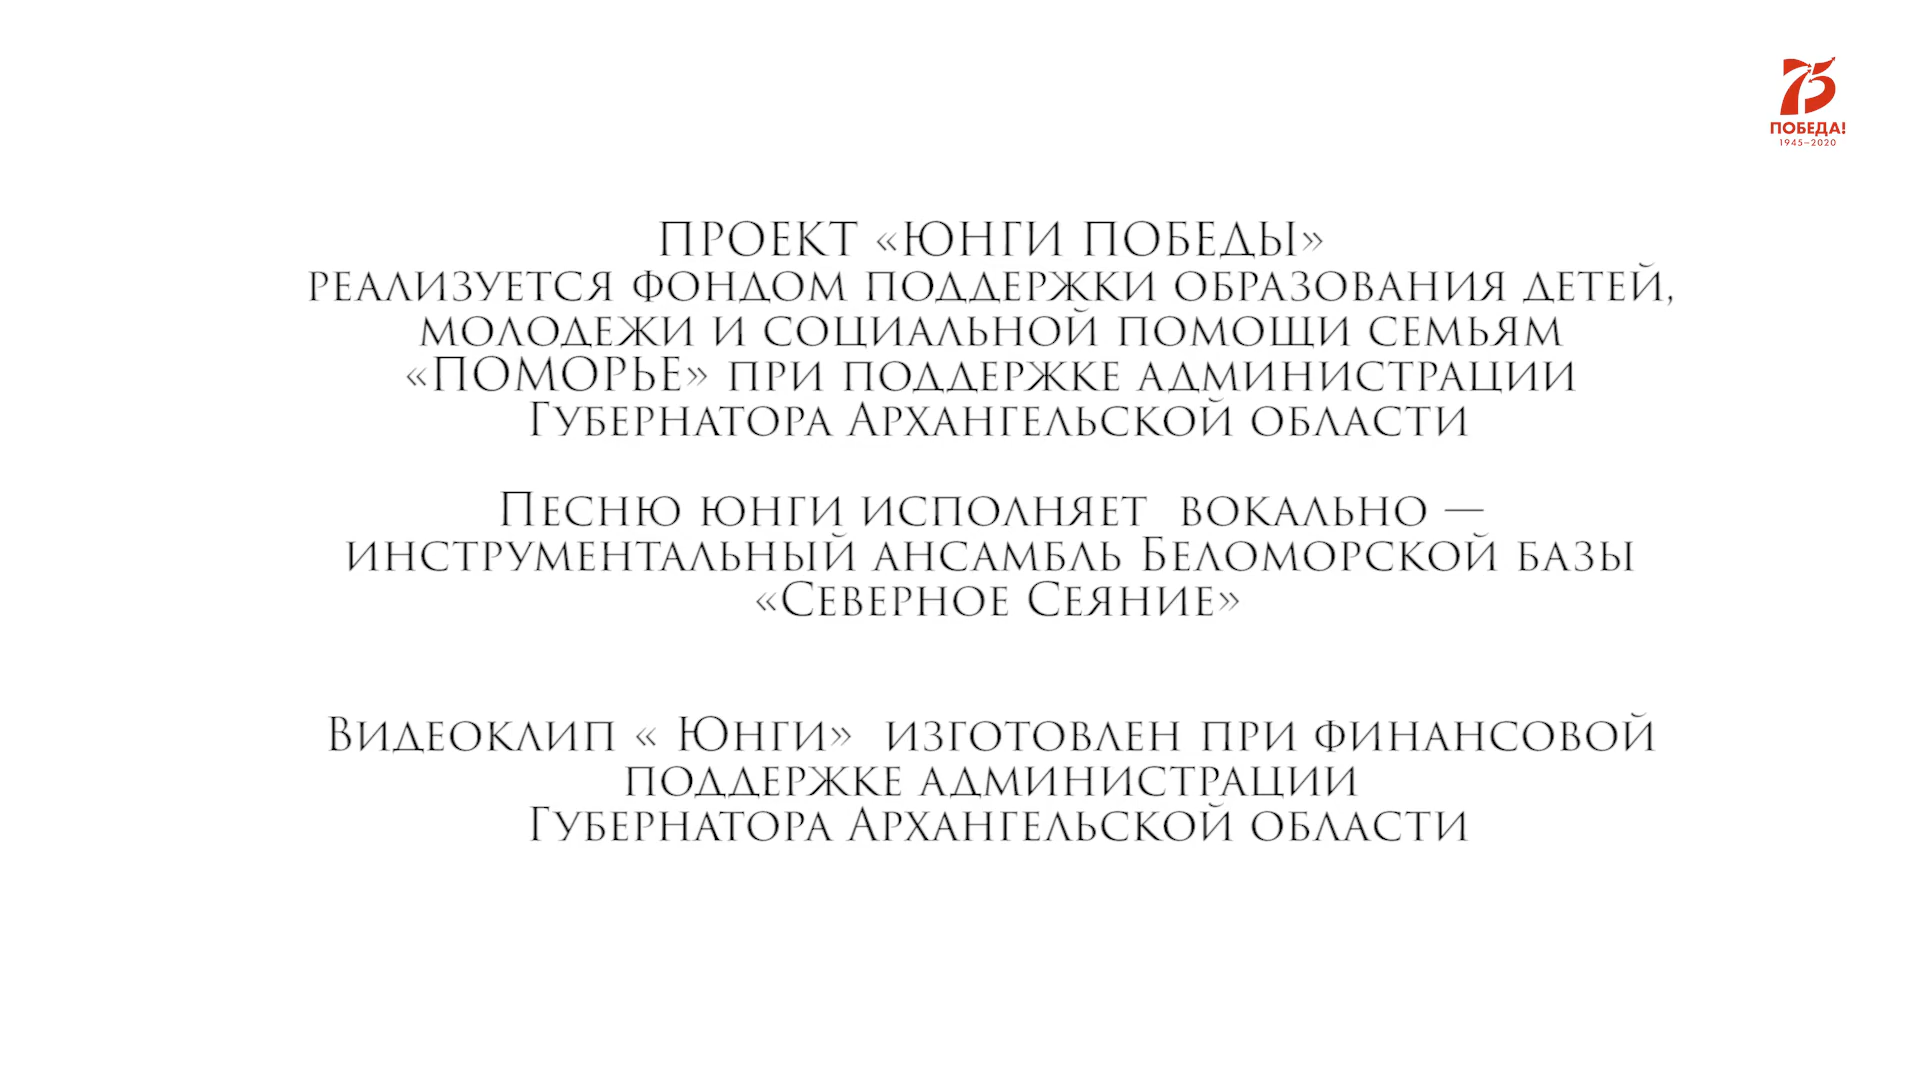 75
ПОБЕДА!
1945–2020
ПРОЕКТ «ЮНГИ ПОБЕДЫ»
реализуется фондом поддержки образования детей,
молодежи и социальной помощи семьям
«ПОМОРЬЕ» при поддержке администрации
Губернатора Архангельской области
Песню юнги исполняет вокально —
инструментальный ансамбль Беломорской базы
«Северное Сеяние»
Видеоклип « Юнги» изготовлен при финансовой
поддержке администрации
Губернатора Архангельской области